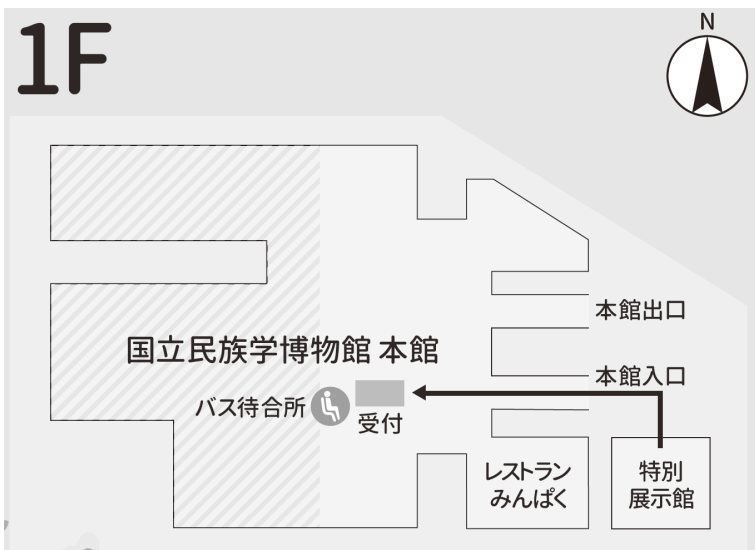 1F
N
本館出口
国立民族学博物館 本館
本館入口
バス待合所
受付
レストラン
みんぱく
特別
展示館